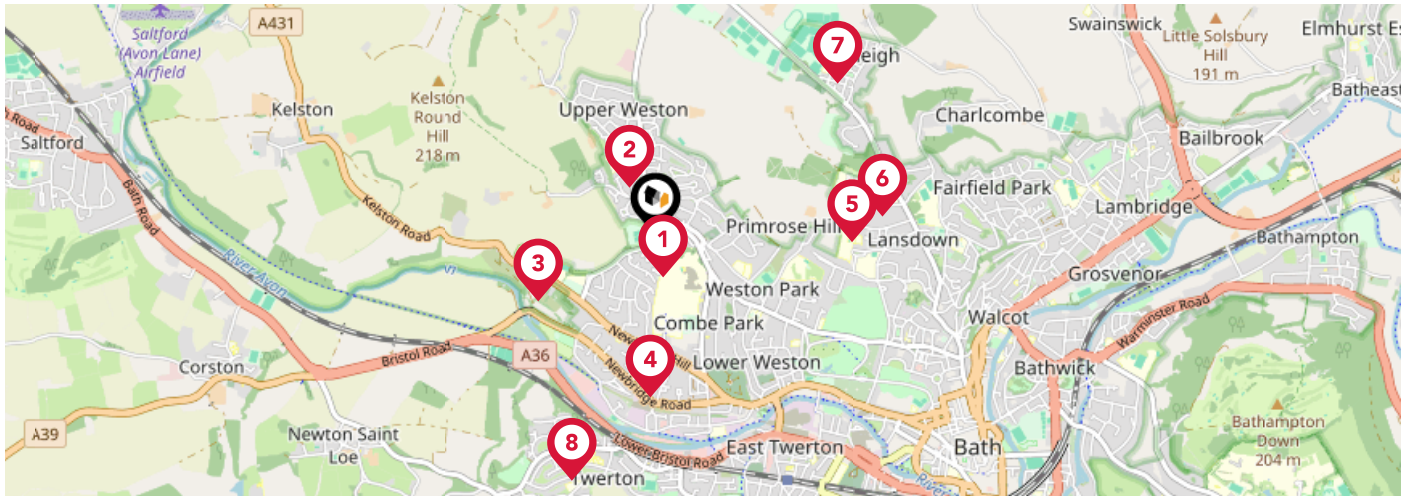 A431
Saltford
(Avon Lane)
Airfield
Swainswick
Little Solsbury
Hill
191 m
Elmhurst Es
7
eigh
Kelston
Kelston
Round
Hill
218 m
Upper Weston
Charlcombe
Batheast
Bailbrook
n Road
Saltford
Bath Road
2
Kelston Road
6
5
Fairfield Park
Lambridge
Primrose Hill
Lansdown
Bathampton
1
3
River Avon
Weston Park
Grosvenor
Combe Park
Walcot
Warminster Road
Newbridge Hill
4
Lower Weston
A36
Bristol Road
Corston
Newbridge Road
Bathwick
A39
Newton Saint
Loe
8
Twerton
Lower Bristol Road
East Twerton
Bath
River
Bathampton
Down
204 m